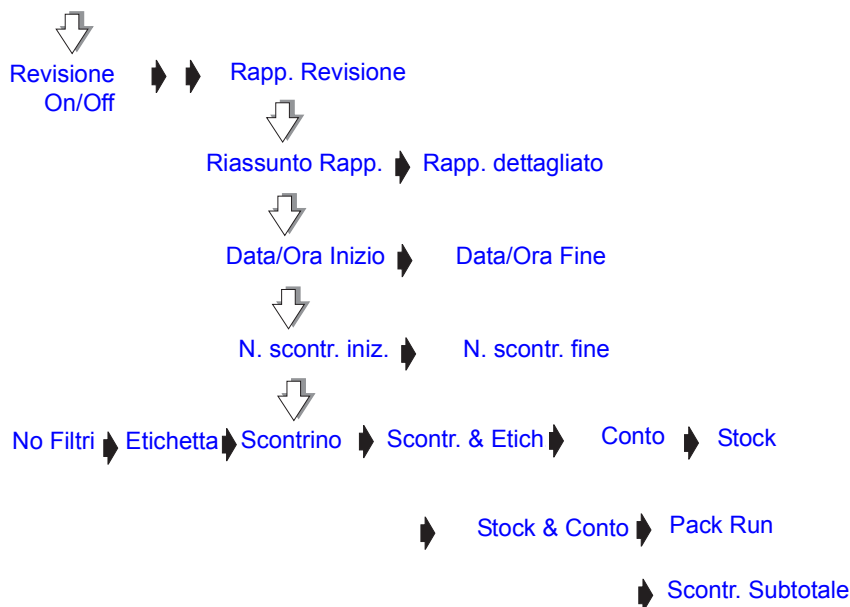 Revisione On/Off
Rapp. Revisione
Riassunto Rapp. Rapp. dettagliato
Data/Ora Inizio Data/Ora Fine
N. scontr. iniz. N. scontr. fine
No Filtri Etichetta Scontrino Scontr. & Etich Conto Stock
Stock & Conto Pack Run
Scontr. Subtotale